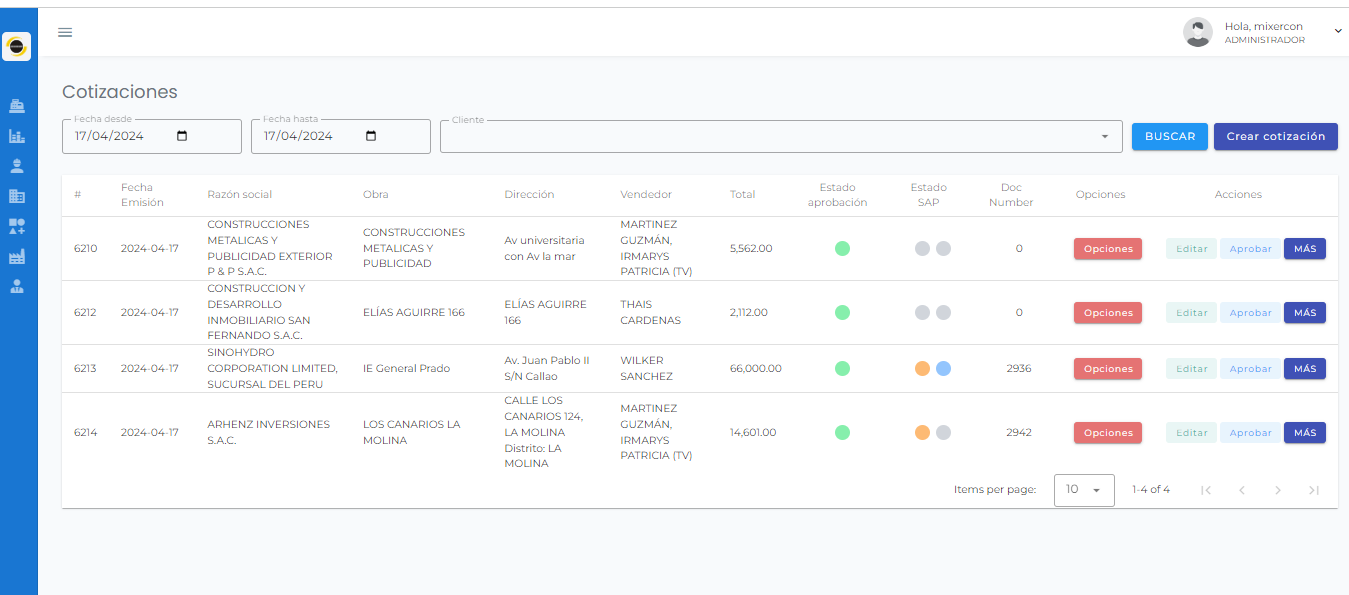 Hola, mixercon
ADMINISTRADOR
Cotizaciones
Fecha desde
17/04/2024
Fecha hasta
17/04/2024
Cliente
BUSCAR
Crear cotización
#
Fecha
Emisión
Razón social
Obra
Dirección
Vendedor
Total
Estado
aprobación
Estado
SAP
Doc
Number
Opciones
Acciones
6210
2024-04-17
CONSTRUCCIONES
METALICAS Y
PUBLICIDAD EXTERIOR
P & P S.A.C.
CONSTRUCCIONES
METALICAS Y
PUBLICIDAD
Av universitaria
con Av la mar
MARTINEZ
GUZMÁN,
IRMARYS
PATRICIA (TV)
5,562.00
0
Opciones
Editar
Aprobar
MÁS
6212
2024-04-17
CONSTRUCCION Y
DESARROLLO
INMOBILIARIO SAN
FERNANDO S.A.C.
ELÍAS AGUIRRE 166
ELÍAS AGUIRRE
166
THAIS
CARDENAS
2,112.00
0
Opciones
Editar
Aprobar
MÁS
6213
2024-04-17
SINOHYDRO
CORPORATION LIMITED,
SUCURSAL DEL PERU
IE General Prado
Av. Juan Pablo II
S/N Callao
WILKER
SANCHEZ
66,000.00
2936
Opciones
Editar
Aprobar
MÁS
6214
2024-04-17
ARHENZ INVERSIONES
S.A.C.
LOS CANARIOS LA
MOLINA
CALLE LOS
CANARIOS 124,
LA MOLINA
Distrito: LA
MOLINA
MARTINEZ
GUZMÁN,
IRMARYS
PATRICIA (TV)
14,601.00
2942
Opciones
Editar
Aprobar
MÁS
Items per page:
10
1-4 of 4